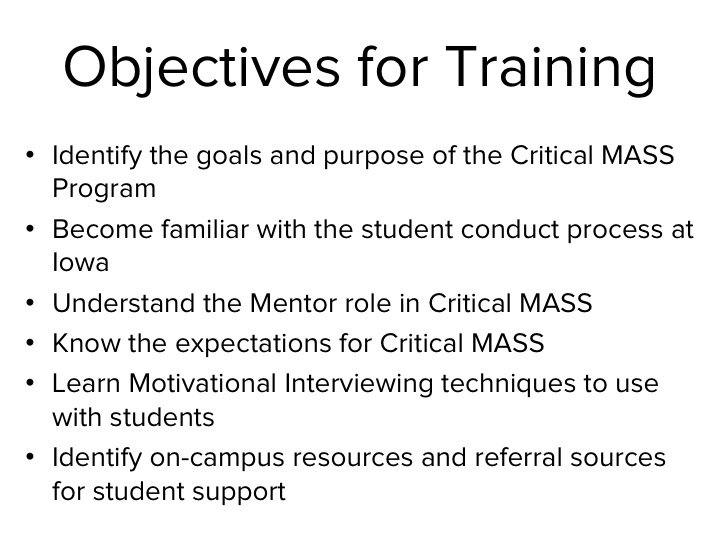 Objectives for Training
• Identify the goals and purpose of the Critical MASS
Program
• Become familiar with the student conduct process at
Iowa
• Understand the Mentor role in Critical MASS
• Know the expectations for Critical MASS
• Learn Motivational Interviewing techniques to use
with students
• Identify on-campus resources and referral sources
for student support